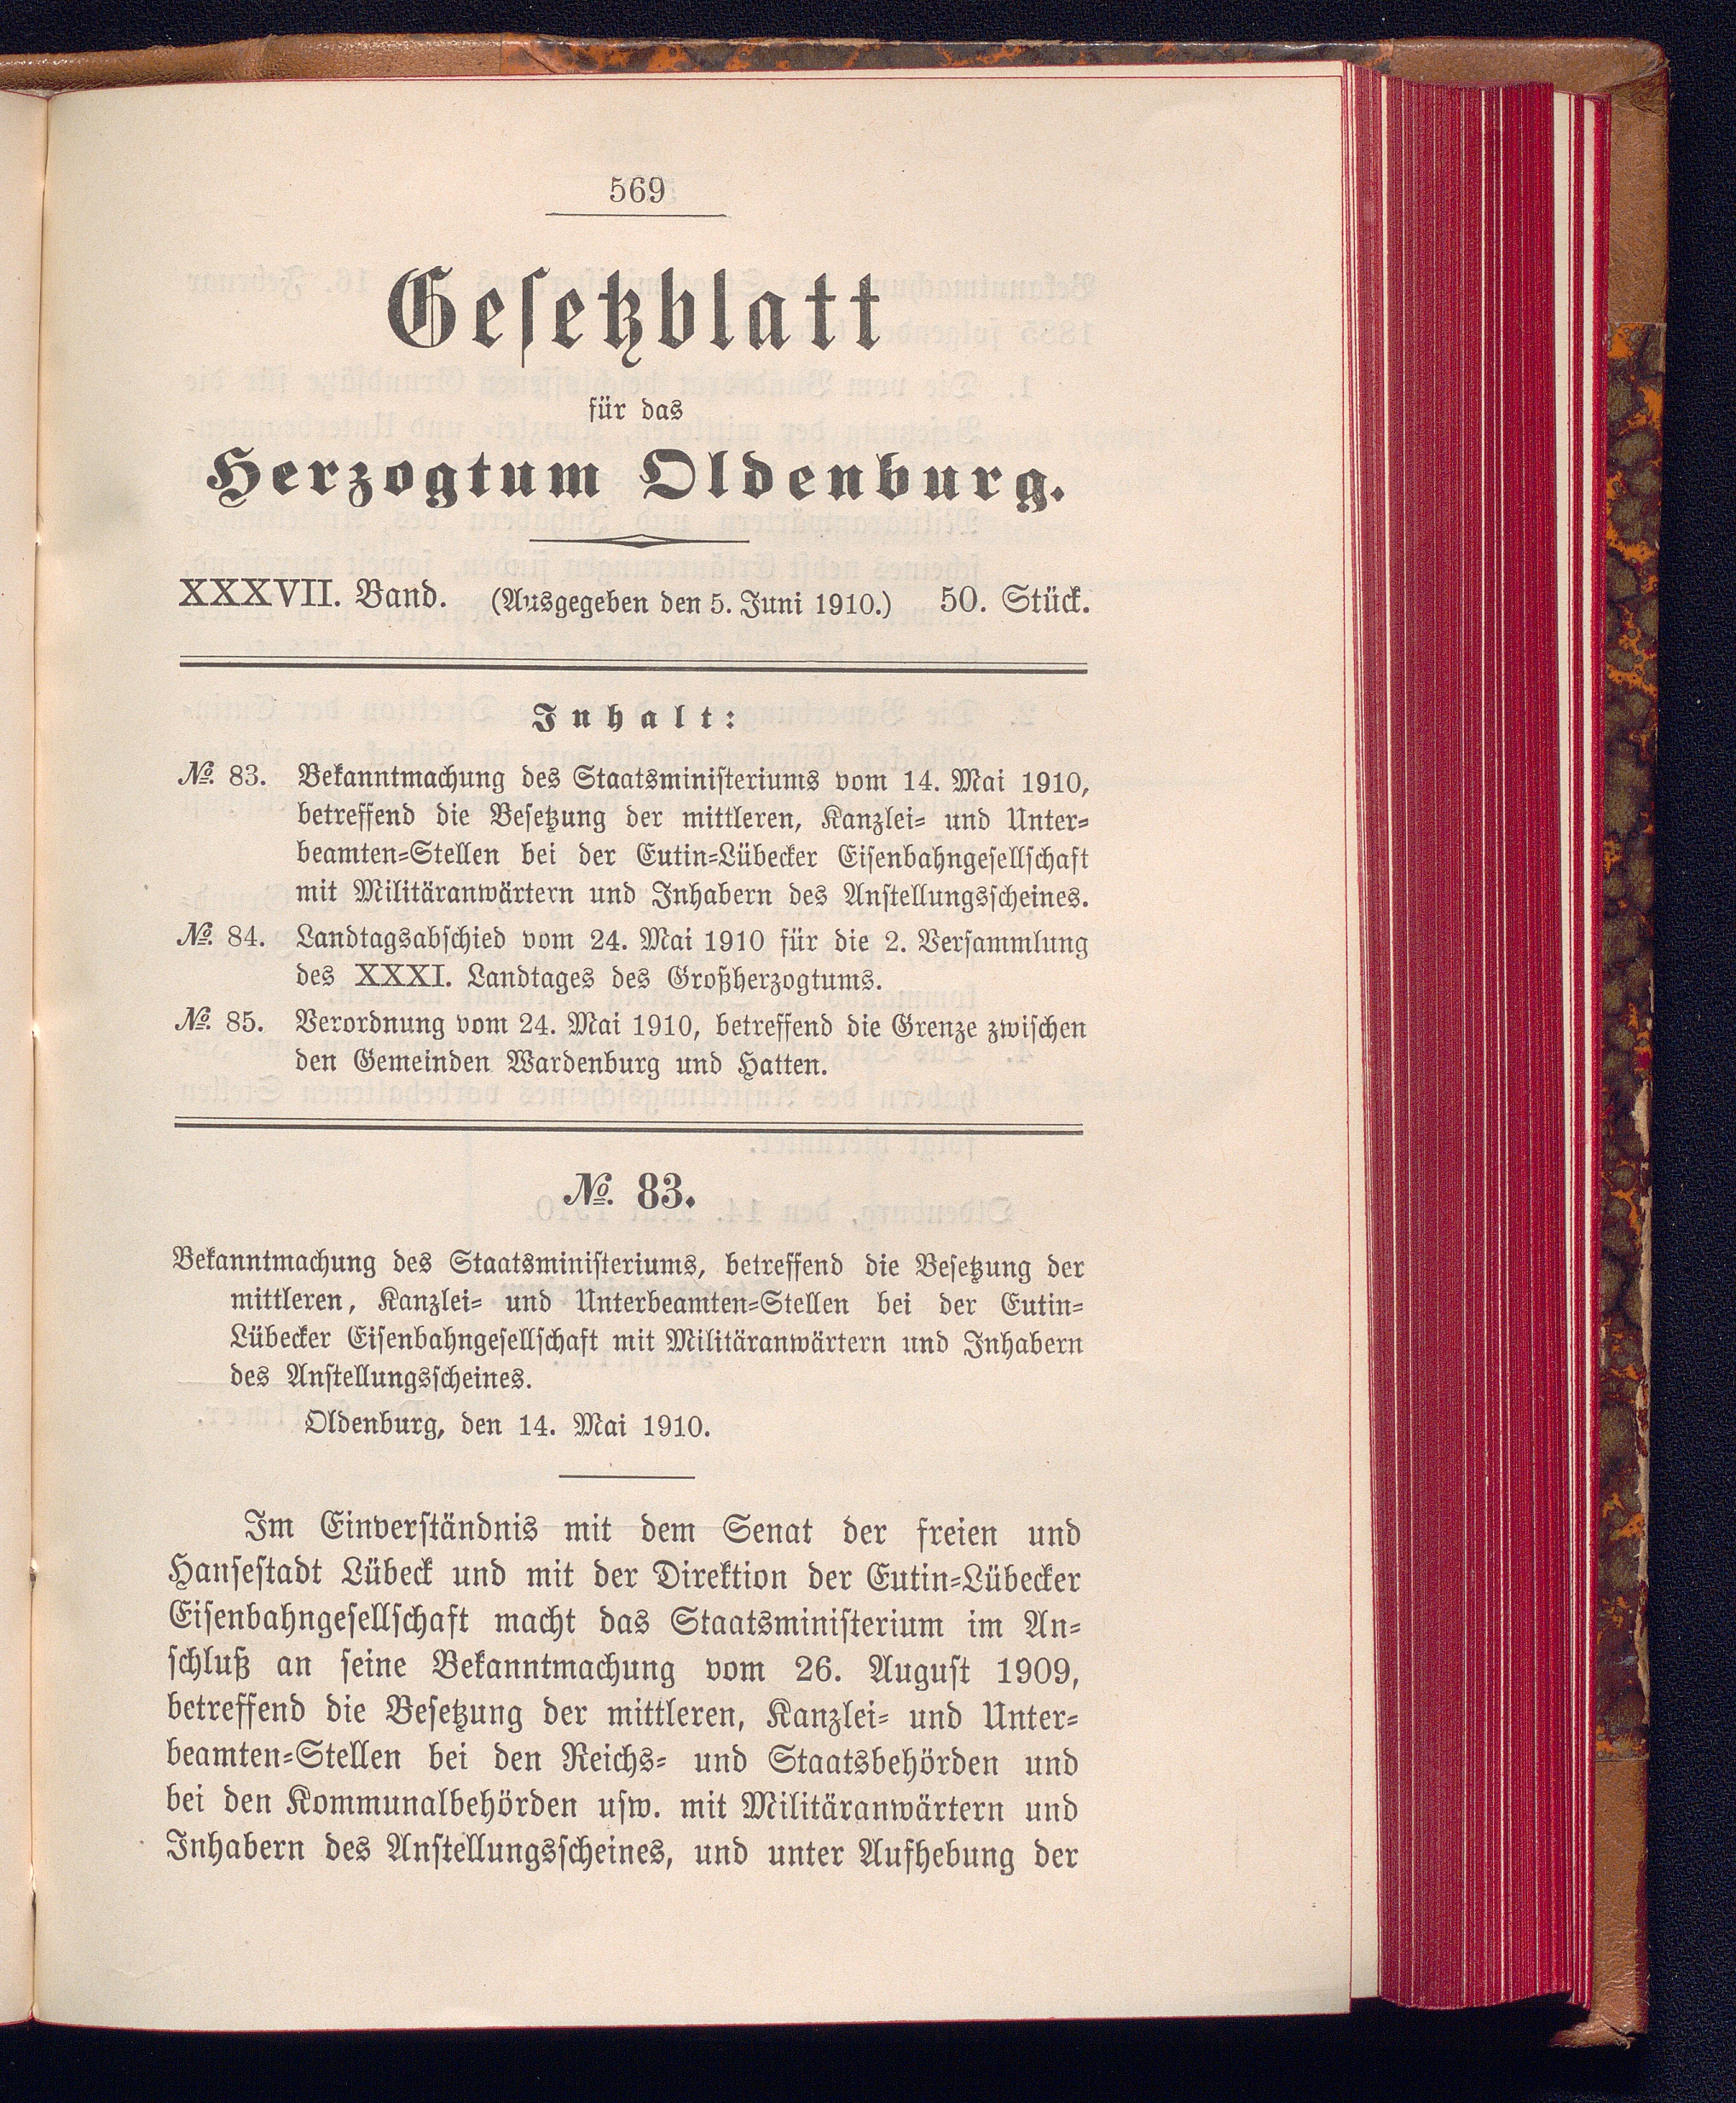 569
Gesetzblatt
für das
Herzogtum Oldenburg.
XXXVII. Band. (Ausgegeben den 5. Juni 1910.) 50. Stück.
Inhalt:
№ 83. Bekanntmachung des Staatsministeriums vom 14. Mai 1910,
betreffend die Besetzung der mittleren, Kanzlei- und Unter-
beamten-Stellen bei der Eutin-Lübecker Eisenbahngesellschaft
mit Militäranwärtern und Inhabern des Anstellungsscheines.
№ 84. Landtagsabschied vom 24. Mai 1910 für die 2. Versammlung
des XXXI. Landtages des Großherzogtums.
№ 85. Verordnung vom 24. Mai 1910, betreffend die Grenze zwischen
den Gemeinden Wardenburg und Hatten.
№ 83.
Bekanntmachung des Staatsministeriums, betreffend die Besetzung der
mittleren, Kanzlei- und Unterbeamten-Stellen bei der Eutin-
Lübecker Eisenbahngesellschaft mit Militäranwärtern und Inhabern
des Anstellungsscheines.
Oldenburg, den 14. Mai 1910.
Im Einverständnis mit dem Senat der freien und
Hansestadt Lübeck und mit der Direktion der Eutin-Lübecker
Eisenbahngesellschaft macht das Staatsministerium im An-
schluß an seine Bekanntmachung vom 26. August 1909,
betreffend die Besetzung der mittleren, Kanzlei- und Unter-
beamten-Stellen bei den Reichs- und Staatsbehörden und
bei den Kommunalbehörden usw. mit Militäranwärtern und
Inhabern des Anstellungsscheines, und unter Aufhebung der